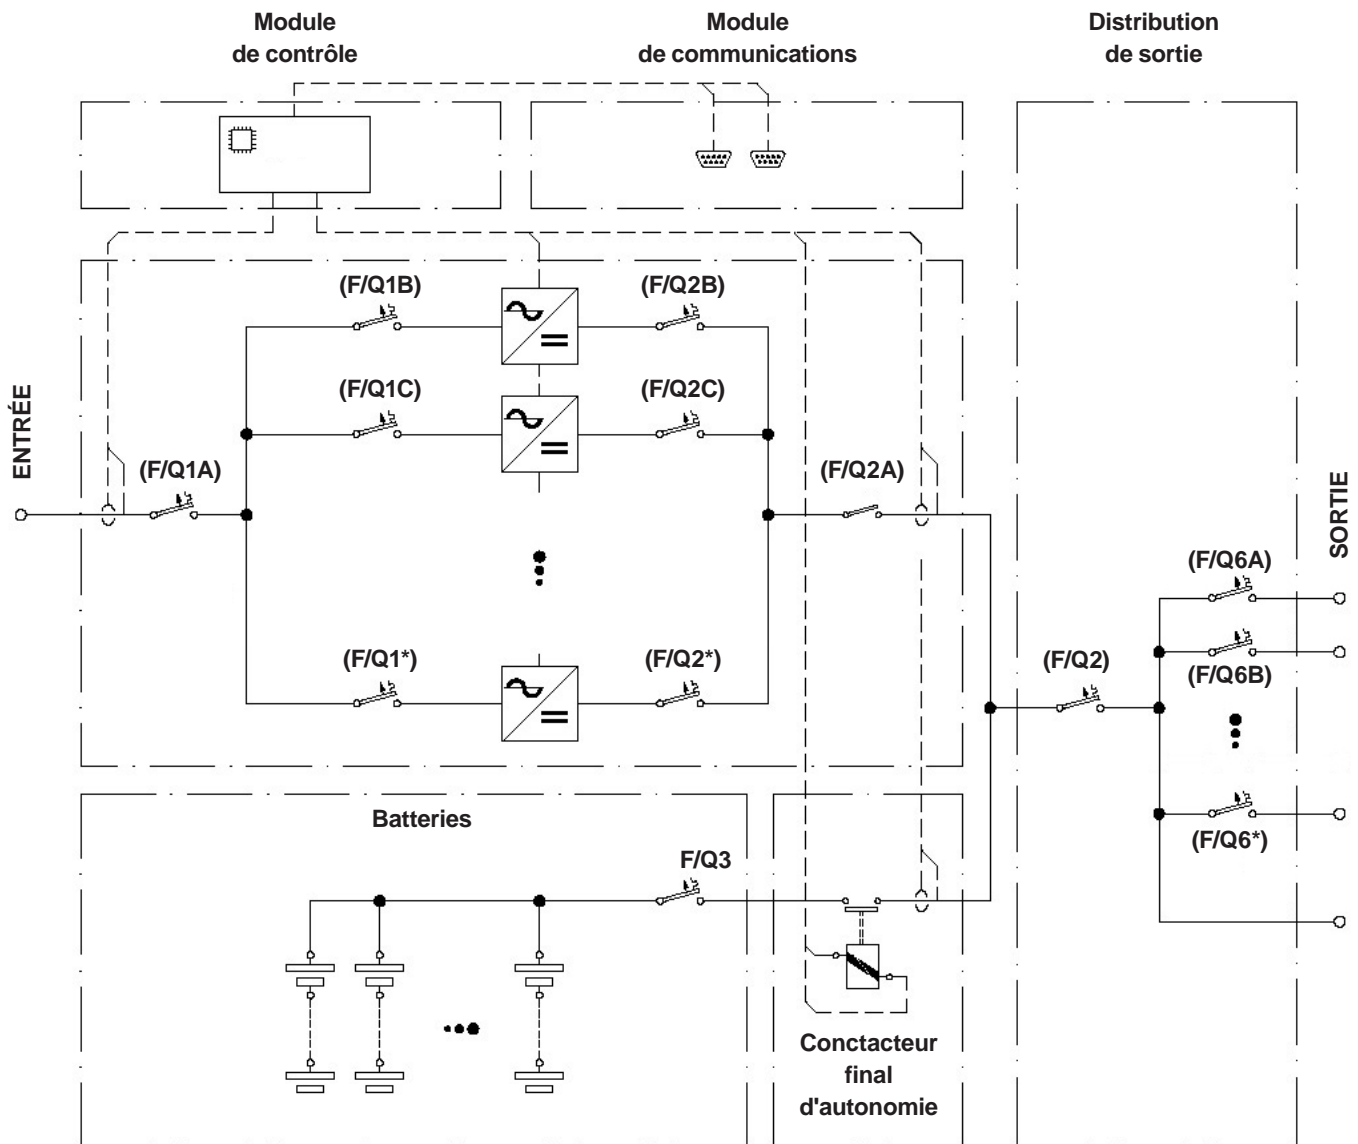 Module
de contrôle
Module
de communications
Distribution
de sortie
(F/Q1B)
(F/Q2B)
(F/Q1C)
(F/Q2C)
ENTRÉE
(F/Q1A)
(F/Q2A)
SORTIE
(F/Q6A)
(F/Q1*)
(F/Q2*)
(F/Q2)
(F/Q6B)
Batteries
(F/Q6*)
F/Q3
Conctacteur
final
d'autonomie